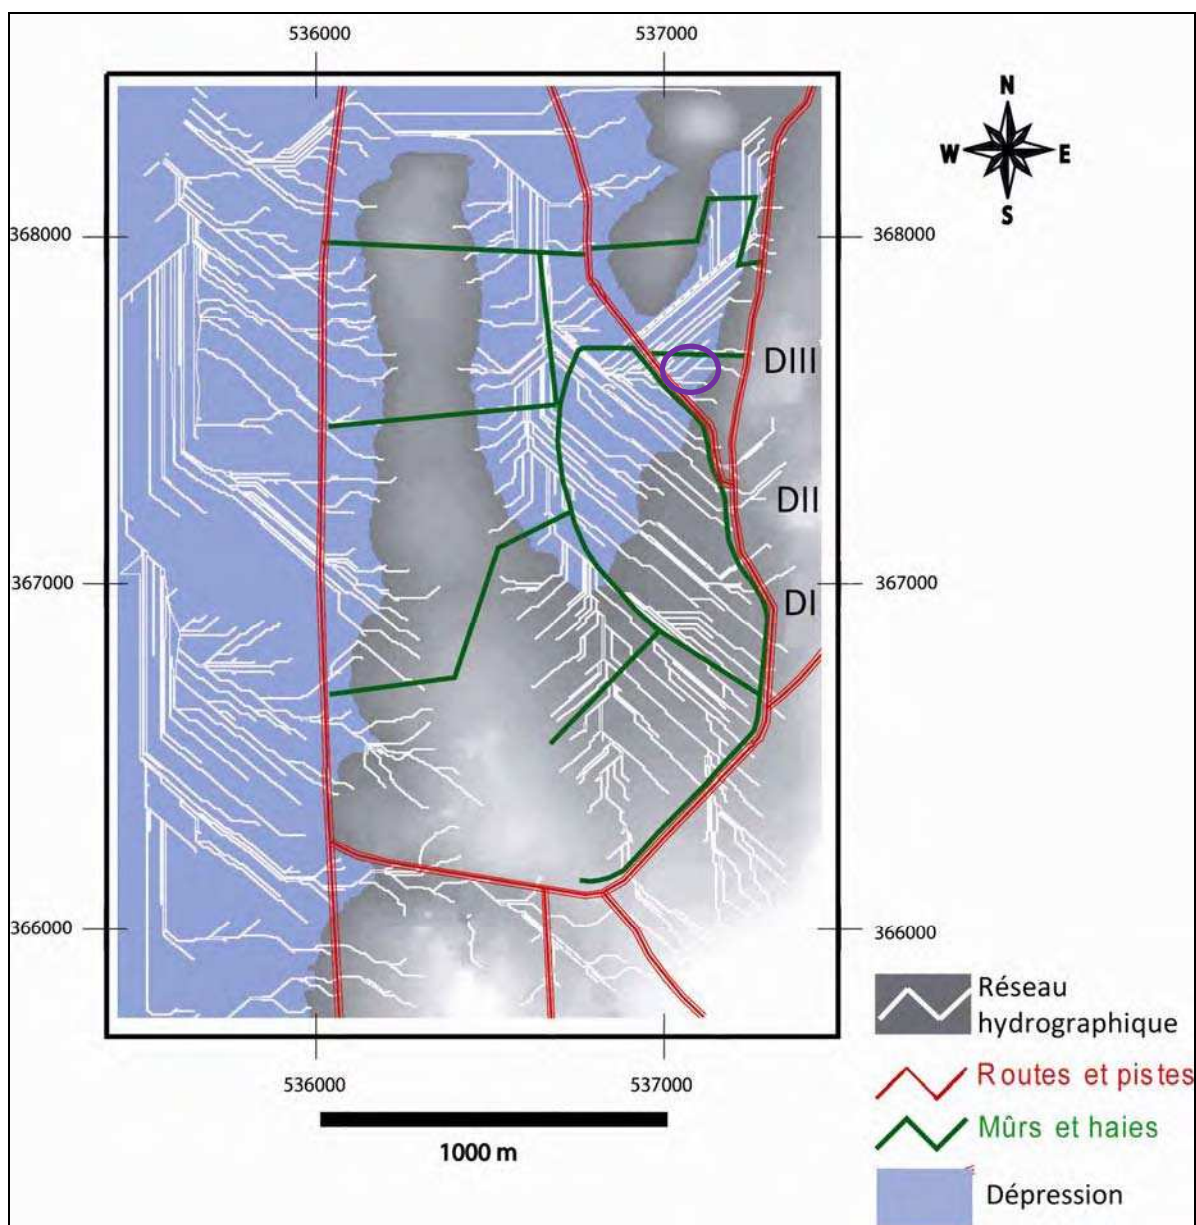 536000
537000
N
W
E
S
368000
368000
DIII
DII
367000
367000
DI
366000
366000
Réseau
hydrographique
536000
537000
Routes et pistes
1000 m
Mûrs et haies
Dépression